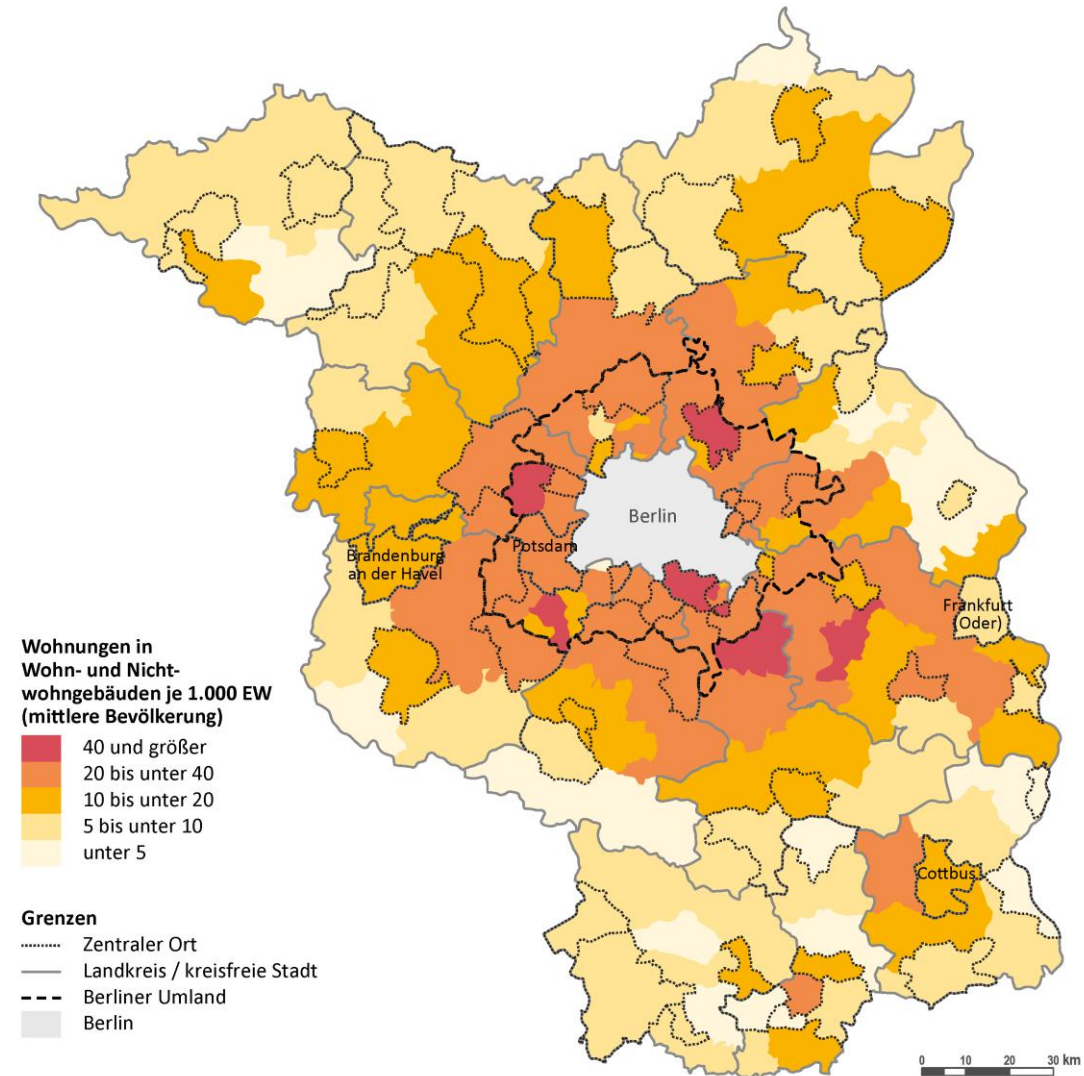 Berlin
Potsdam
Brandenburg
an der Havel
Frankfurt
(Oder)
Cottbus
Wohnungen in
Wohn- und Nicht-
wohngebäuden je 1.000 EW
(mittlere Bevölkerung)
40 und größer
20 bis unter 40
10 bis unter 20
5 bis unter 10
unter 5
Grenzen
Zentraler Ort
Landkreis / kreisfreie Stadt
Berliner Umland
Berlin
0 10 20 30 km